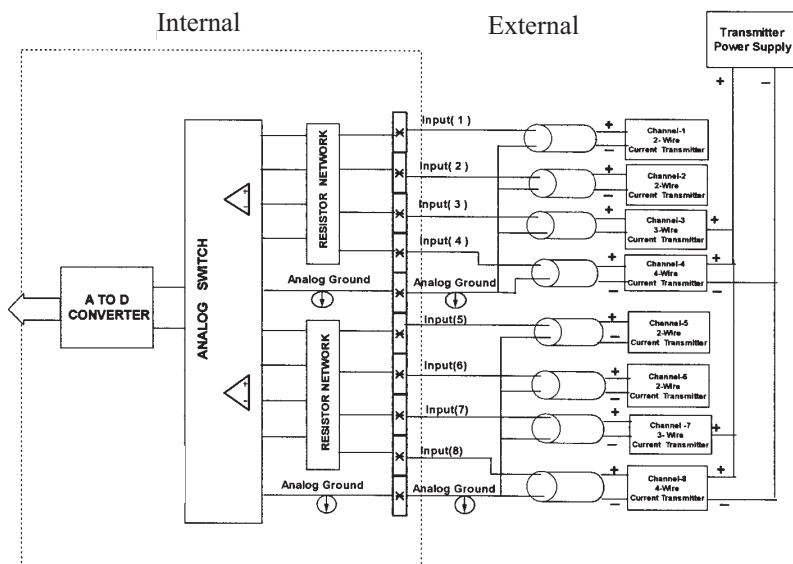 Internal
External
Transmitter
Power Supply
+
−
ANALOG SWITCH
RESISTOR NETWORK
Input( 1 )
Input( 2 )
Input( 3 )
Input( 4 )
Analog Ground
Analog Ground
+
−
Channel-1
2- Wire
Current Transmitter
+
−
Channel-2
2-Wire
Current Transmitter
+
−
Channel-3
3-Wire
Current Transmitter
+
+
−
Channel-4
4-Wire
Current Transmitter
+
−
A TO D
CONVERTER
RESISTOR NETWORK
Input(5)
Input(6)
Input(7)
Input(8)
Analog Ground
Analog Ground
+
−
Channel-5
2-Wire
Current Transmitter
+
−
Channel-6
2-Wire
Current Transmitter
+
−
Channel -7
3- Wire
Current Transmitter
+
+
−
Channel-8
4-Wire
Current Transmitter
+
−